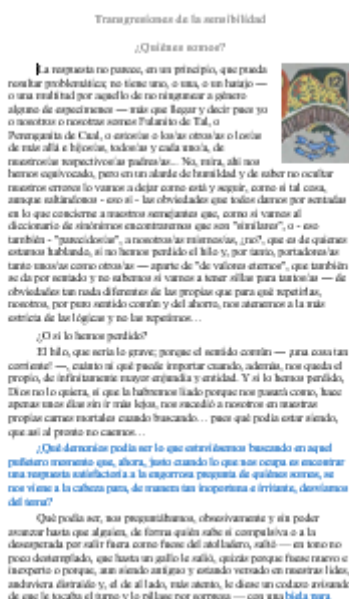 Transgresiones de la sensibilidad
¿Quiénes somos?
La respuesta no parece, en un principio, que pueda
resultar problemática; no tiene uno, o una, o un hatajo —
o una multitud por aquello de no ningunear a género
alguno de especímenes — más que llegar y decir pues yo
o nosotros o nosotras somos Fulanito de Tal, o
Perenganita de Cual, o estos/as o los/as otros/as o los/as
de más allá e hijos/as, todos/as y cada uno/a, de
nuestros/as respectivos/as padres/as... No, mira, ahí nos
hemos equivocado, pero en un alarde de humildad y de saber no ocultar
nuestros errores lo vamos a dejar como está y seguir, como si tal cosa,
aunque saltándonos - eso sí - las obviedades que todos damos por sentadas
en lo que concierne a nuestros semejantes que, como si vamos al
diccionario de sinónimos encontraremos que son "similares", o - eso
también - "parecidos/as", a nosotros/as mismos/as, ¿no?, que es de quienes
estamos hablando, si no hemos perdido el hilo y, por tanto, portadores/as
tanto unos/as como otros/as — aparte de "de valores eternos", que también
se da por sentado y no sabemos si vamos a tener sillas para tantos/as — de
obviedades tan nada diferentes de las propias que para qué repetirlas,
nosotros, por puro sentido común y del ahorro, nos atenemos a la más
estricta de las lógicas y no las repetimos...
¿O si lo hemos perdido?
El hilo, que sería lo grave; porque el sentido común — ¡una cosa tan
corriente! —, cuánto ni qué puede importar cuando, además, nos queda el
propio, de infinitamente mayor enjundia y entidad. Y si lo hemos perdido,
Dios no lo quiera, sí que la habremos liado porque nos pasará como, hace
apenas unos días sin ir más lejos, nos sucedió a nosotros en nuestras
propias carnes mortales cuando buscando... pues qué podía estar siendo,
que así al pronto no caemos...
¿Qué demonios podía ser lo que estuviésemos buscando en aquel
puñetero momento que, ahora, justo cuando lo que nos ocupa es encontrar
una respuesta satisfactoria a la engorrosa pregunta de quiénes somos, se
nos viene a la cabeza para, de manera tan inoportuna e irritante, desviarnos
del tema?
Qué podía ser, nos preguntábamos, obsesivamente y sin poder
avanzar hasta que alguien, de forma quién sabe si compulsiva o a la
desesperada por salir fuera como fuese del atolladero, saltó — en tono no
poco destemplado, que hasta un gallo le salió, quizás porque fuese nuevo e
inexperto o porque, aun siendo antiguo y estando versado en nuestras lides,
anduviera distraído y, el de al lado, más atento, le diese un codazo avisando
de que le tocaba el turno y lo pillase por sorpresa — con una biela para